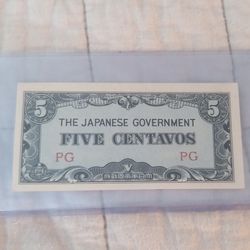 5 5
THE JAPANESE GOVERNMENT
FIVE CENTAVOS
PG PG